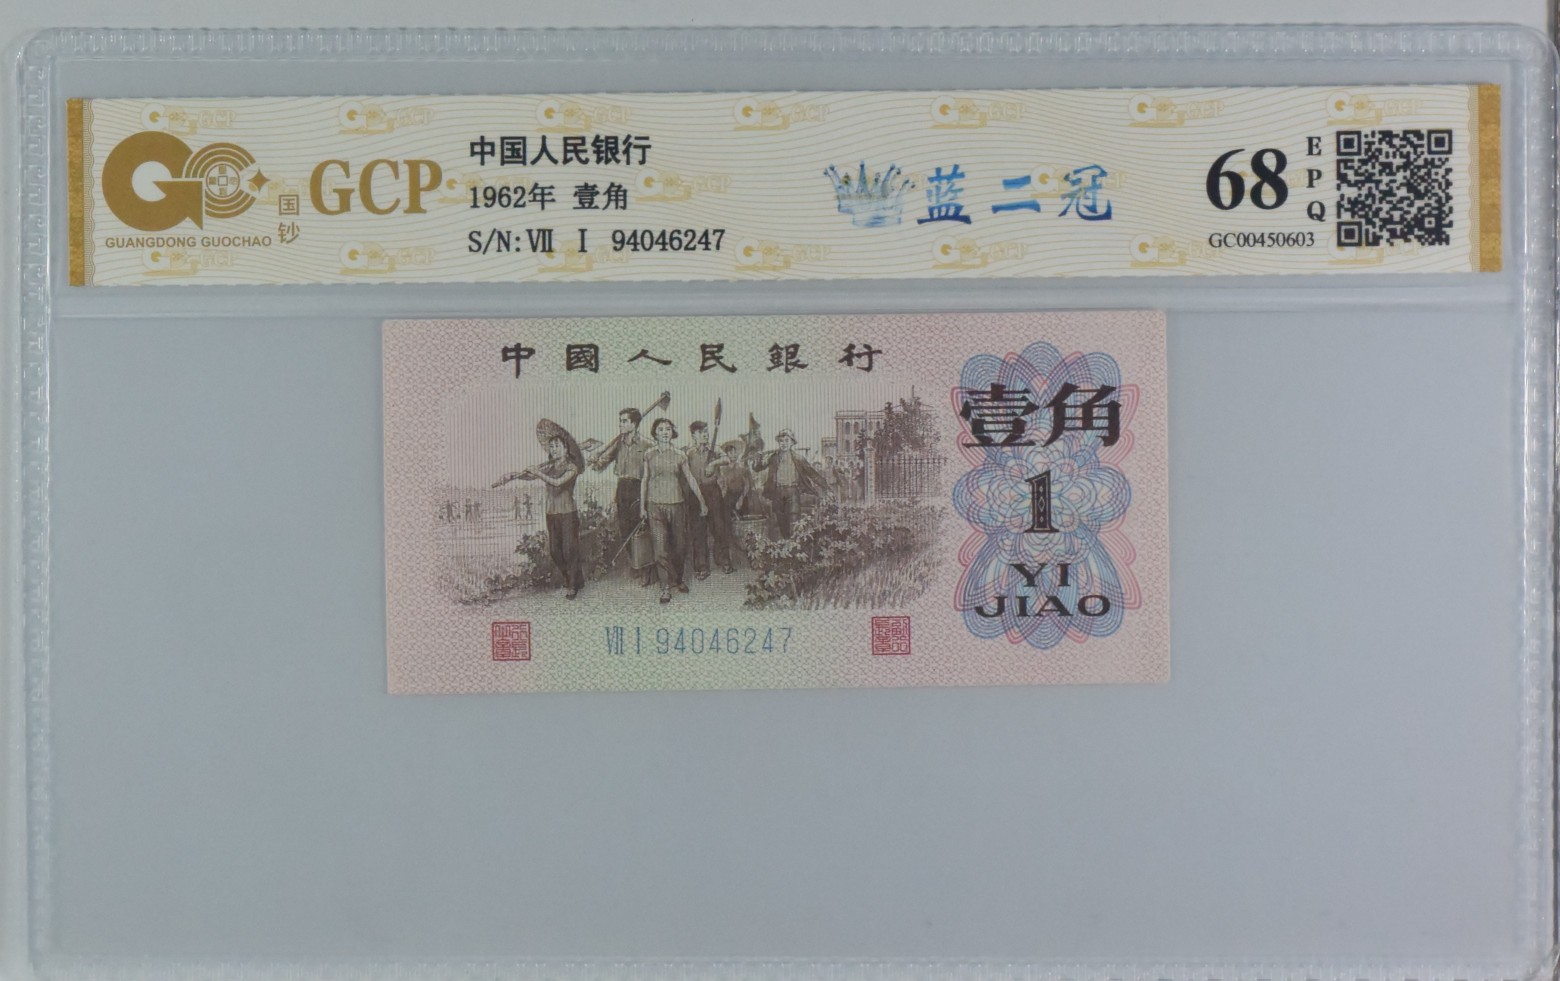 GUANGDONG GUOCHAO
国钞
GCP
中国人民银行
1962年 壹角
S/N: Ⅶ Ⅰ 94046247
蓝二冠
68
EPQ
GC00450603
中國人民銀行
壹角
1
YI
JIAO
Ⅶ Ⅰ 94046247